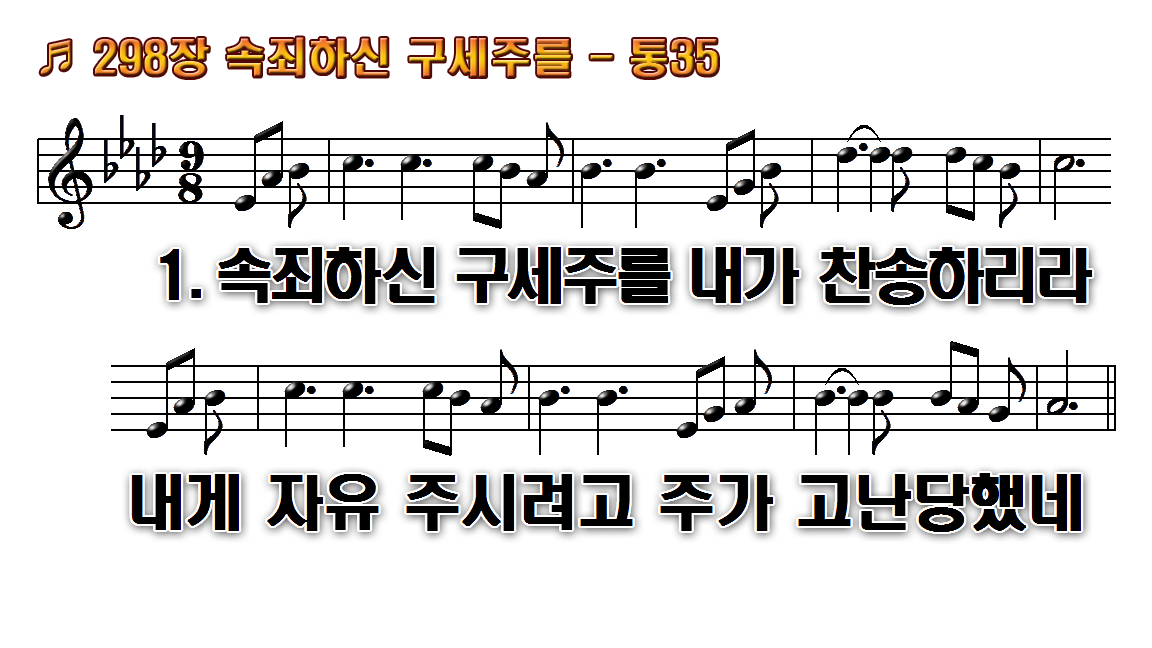 ♬ 298장 속죄하신 구세주를 - 통35
9
8
1. 속죄하신 구세주를 내가 찬송하리라
내게 자유 주시려고 주가 고난당했네